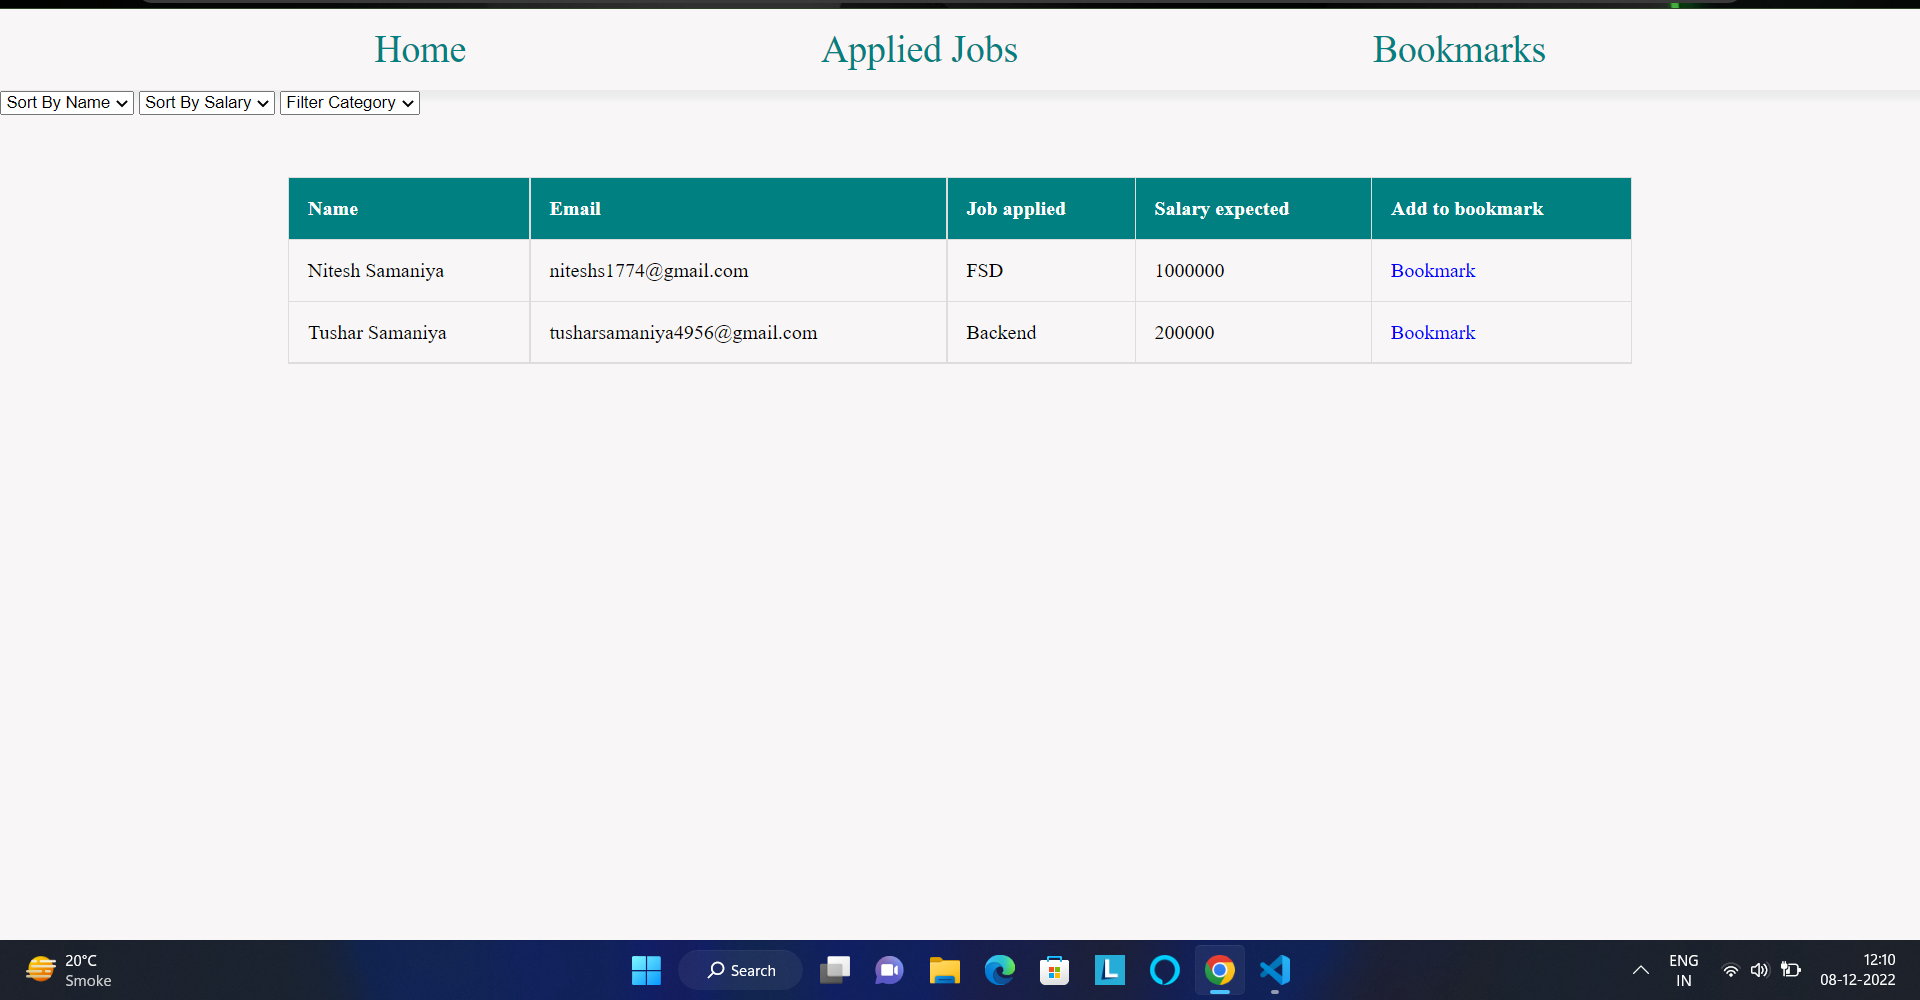 Home Applied Jobs Bookmarks
Sort By Name Sort By Salary Filter Category
Name Email Job applied Salary expected Add to bookmark
Nitesh Samaniya niteshs1774@gmail.com FSD 1000000 Bookmark
Tushar Samaniya tusharsamaniya4956@gmail.com Backend 200000 Bookmark
20°C
Smoke
Search
ENG
IN
12:10
08-12-2022